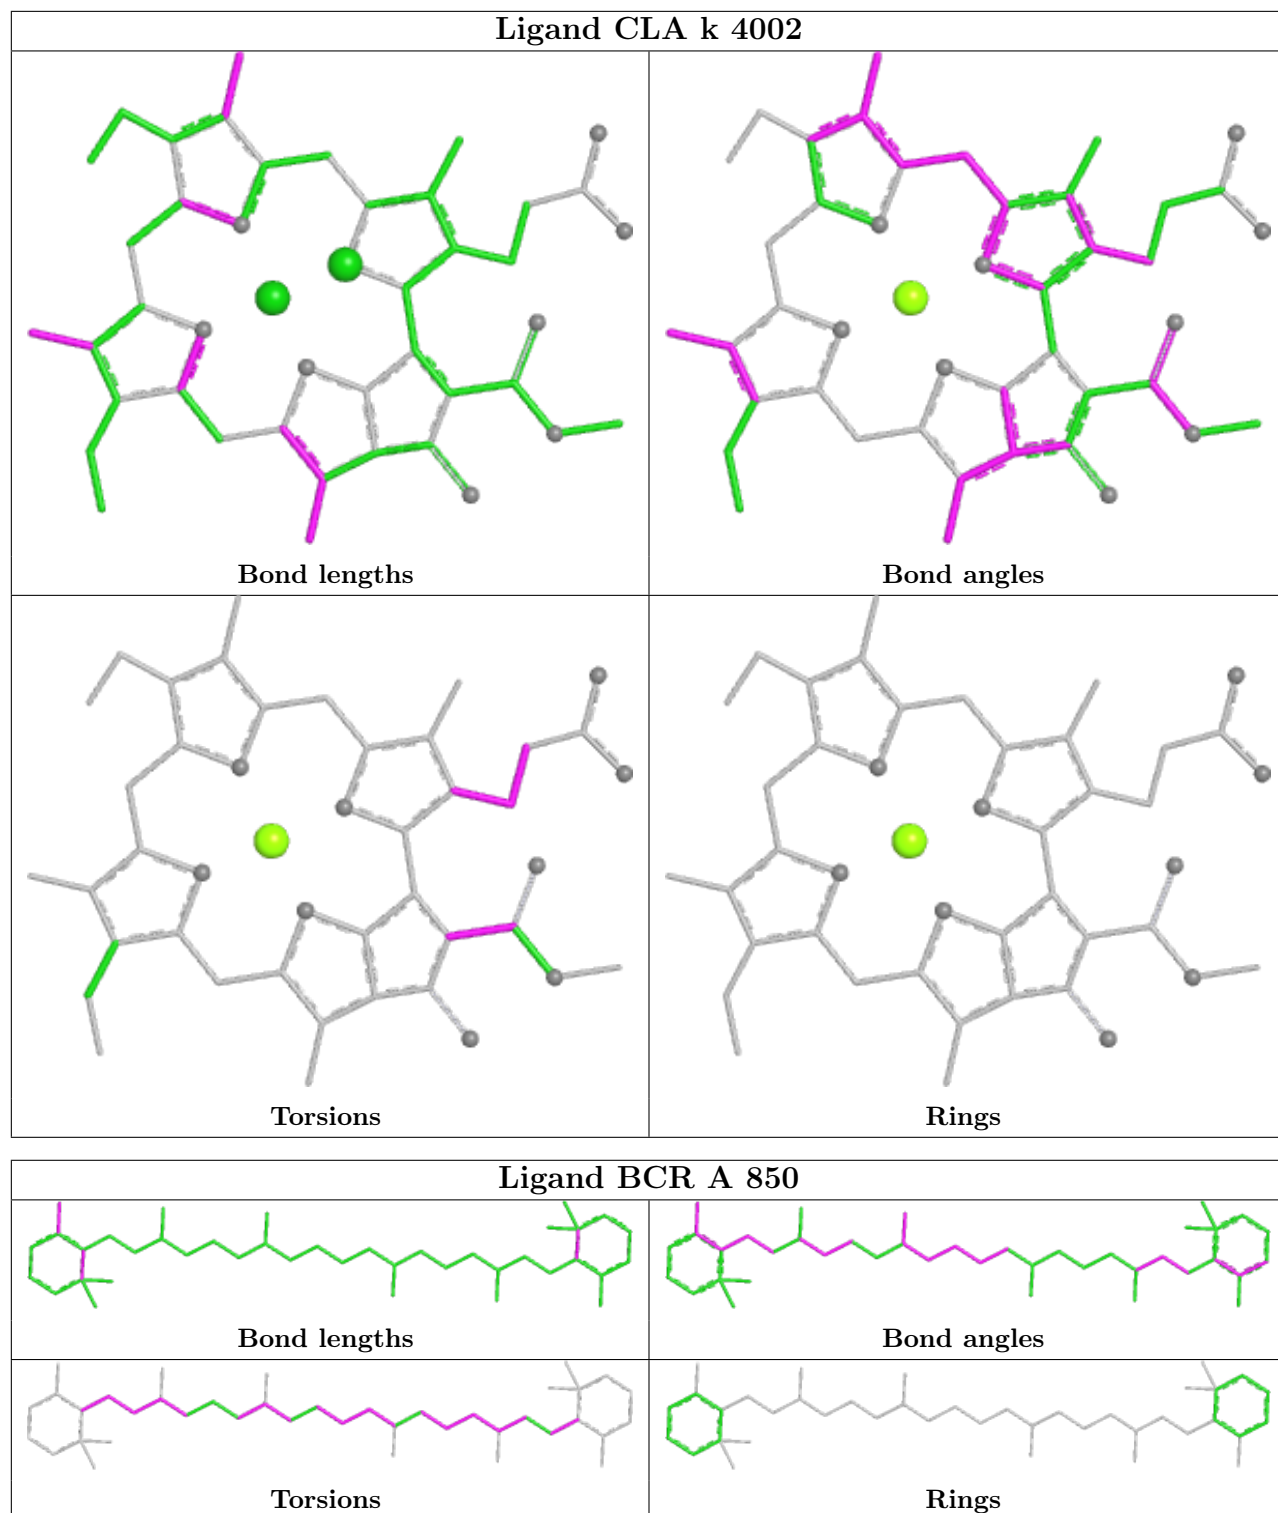 Ligand CLA k 4002
Bond lengths
Bond angles
Torsions
Rings
Ligand BCR A 850
Bond lengths
Bond angles
Torsions
Rings